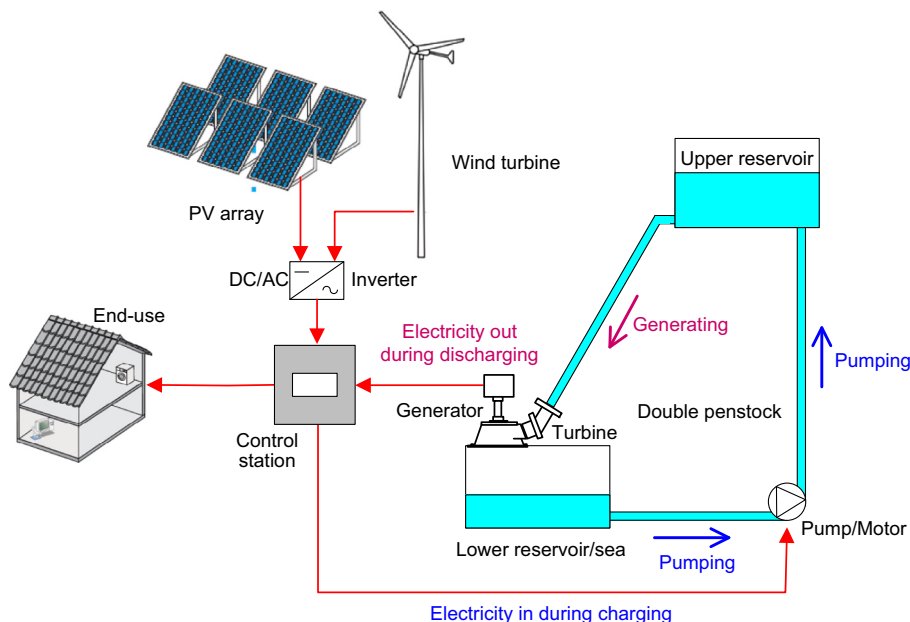 Wind turbine
Upper reservoir
PV array
DC/AC
Inverter
End-use
Electricity out
during discharging
Generating
Pumping
Generator
Turbine
Double penstock
Control
station
Lower reservoir/sea
Pump/Motor
Pumping
Electricity in during charging